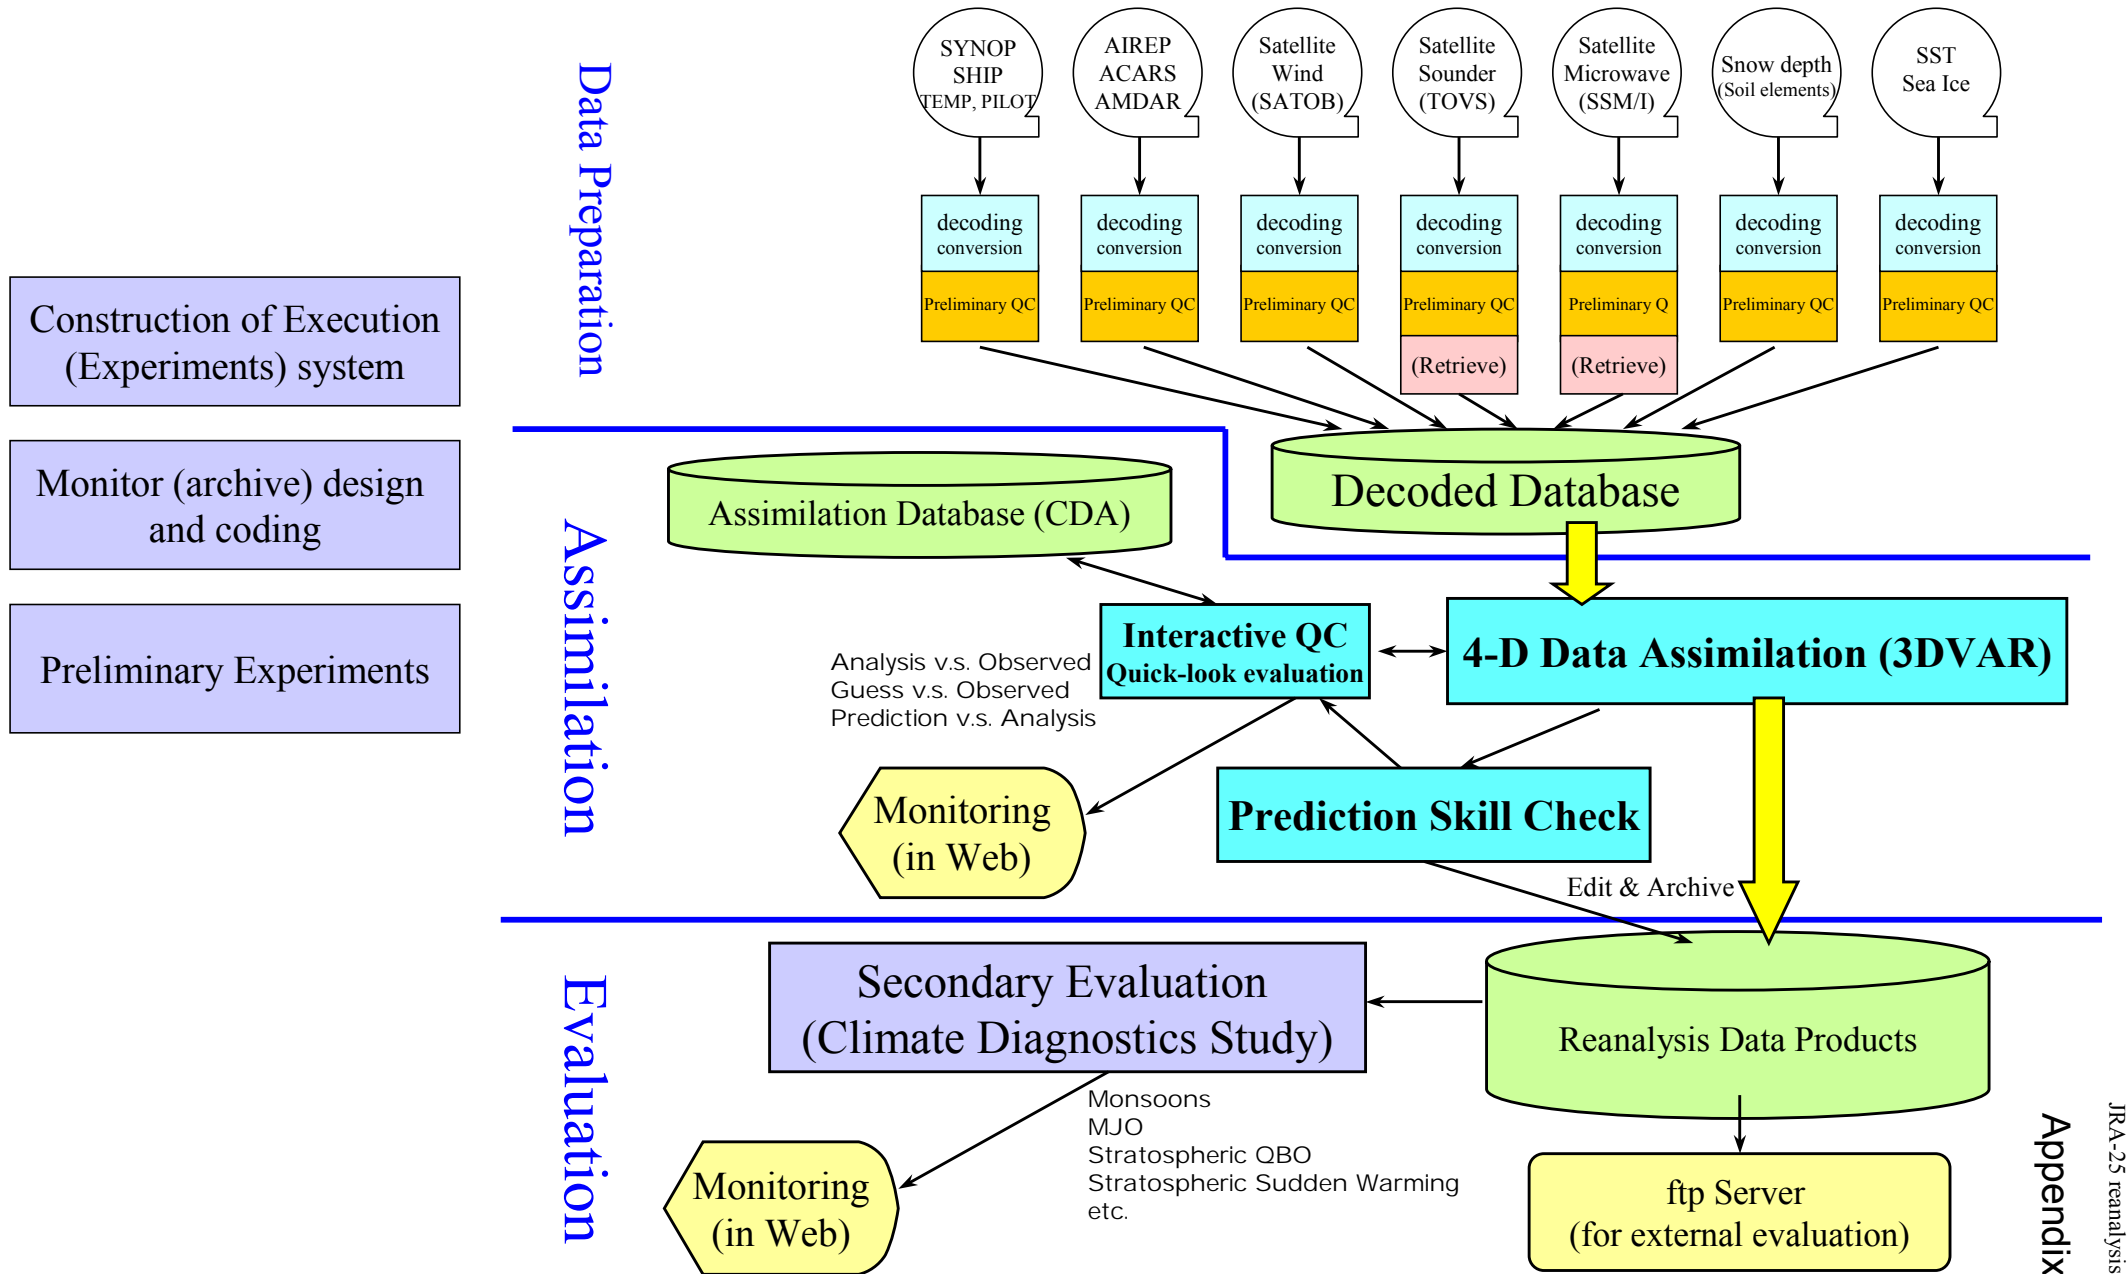 Data Preparation
SYNOP
SHIP
TEMP, PILOT
AIREP
ACARS
AMDAR
Satellite
Wind
(SATOB)
Satellite
Sounder
(TOVS)
Satellite
Microwave
(SSM/I)
Snow depth
(Soil elements)
SST
Sea Ice
decoding
conversion
Preliminary QC
decoding
conversion
Preliminary QC
decoding
conversion
Preliminary QC
decoding
conversion
Preliminary QC
(Retrieve)
decoding
conversion
Preliminary Q
(Retrieve)
decoding
conversion
Preliminary QC
decoding
conversion
Preliminary QC
Construction of Execution
(Experiments) system
Monitor (archive) design
and coding
Preliminary Experiments
Assimilation
Decoded Database
Assimilation Database (CDA)
Interactive QC
Quick-look evaluation
4-D Data Assimilation (3DVAR)
Analysis v.s. Observed
Guess v.s. Observed
Prediction v.s. Analysis
Monitoring
(in Web)
Prediction Skill Check
Edit & Archive
Evaluation
Secondary Evaluation
(Climate Diagnostics Study)
Reanalysis Data Products
Monsoons
MJO
Stratospheric QBO
Stratospheric Sudden Warming
etc.
Monitoring
(in Web)
ftp Server
(for external evaluation)
JRA-25 reanalysis
Appendix